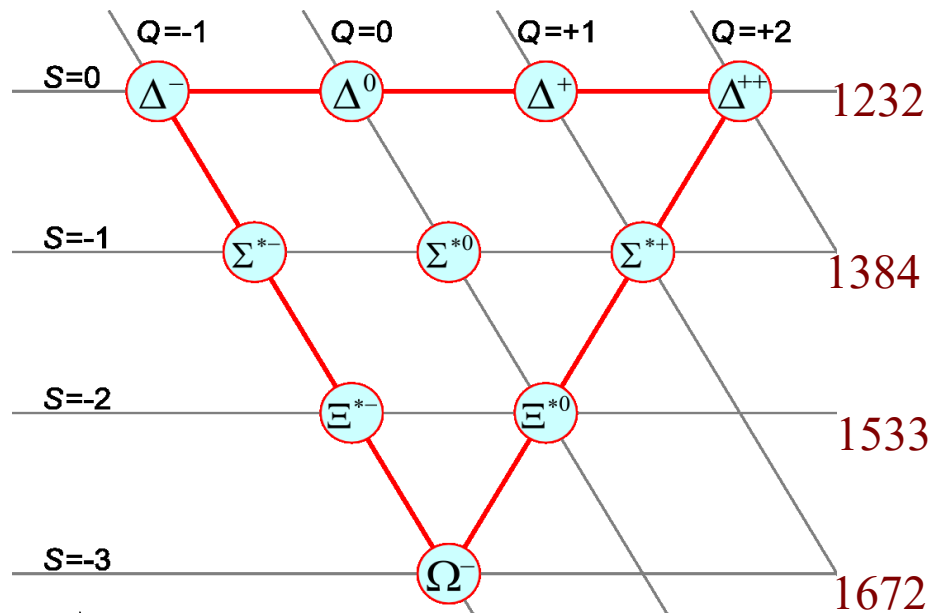 Q=-1 Q=0 Q=+1 Q=+2
S=0 Δ⁻ Δ⁰ Δ⁺ Δ⁺⁺ 1232
S=-1 Σ*⁻ Σ*⁰ Σ*⁺ 1384
S=-2 Ξ*⁻ Ξ*⁰ 1533
S=-3 Ω⁻ 1672